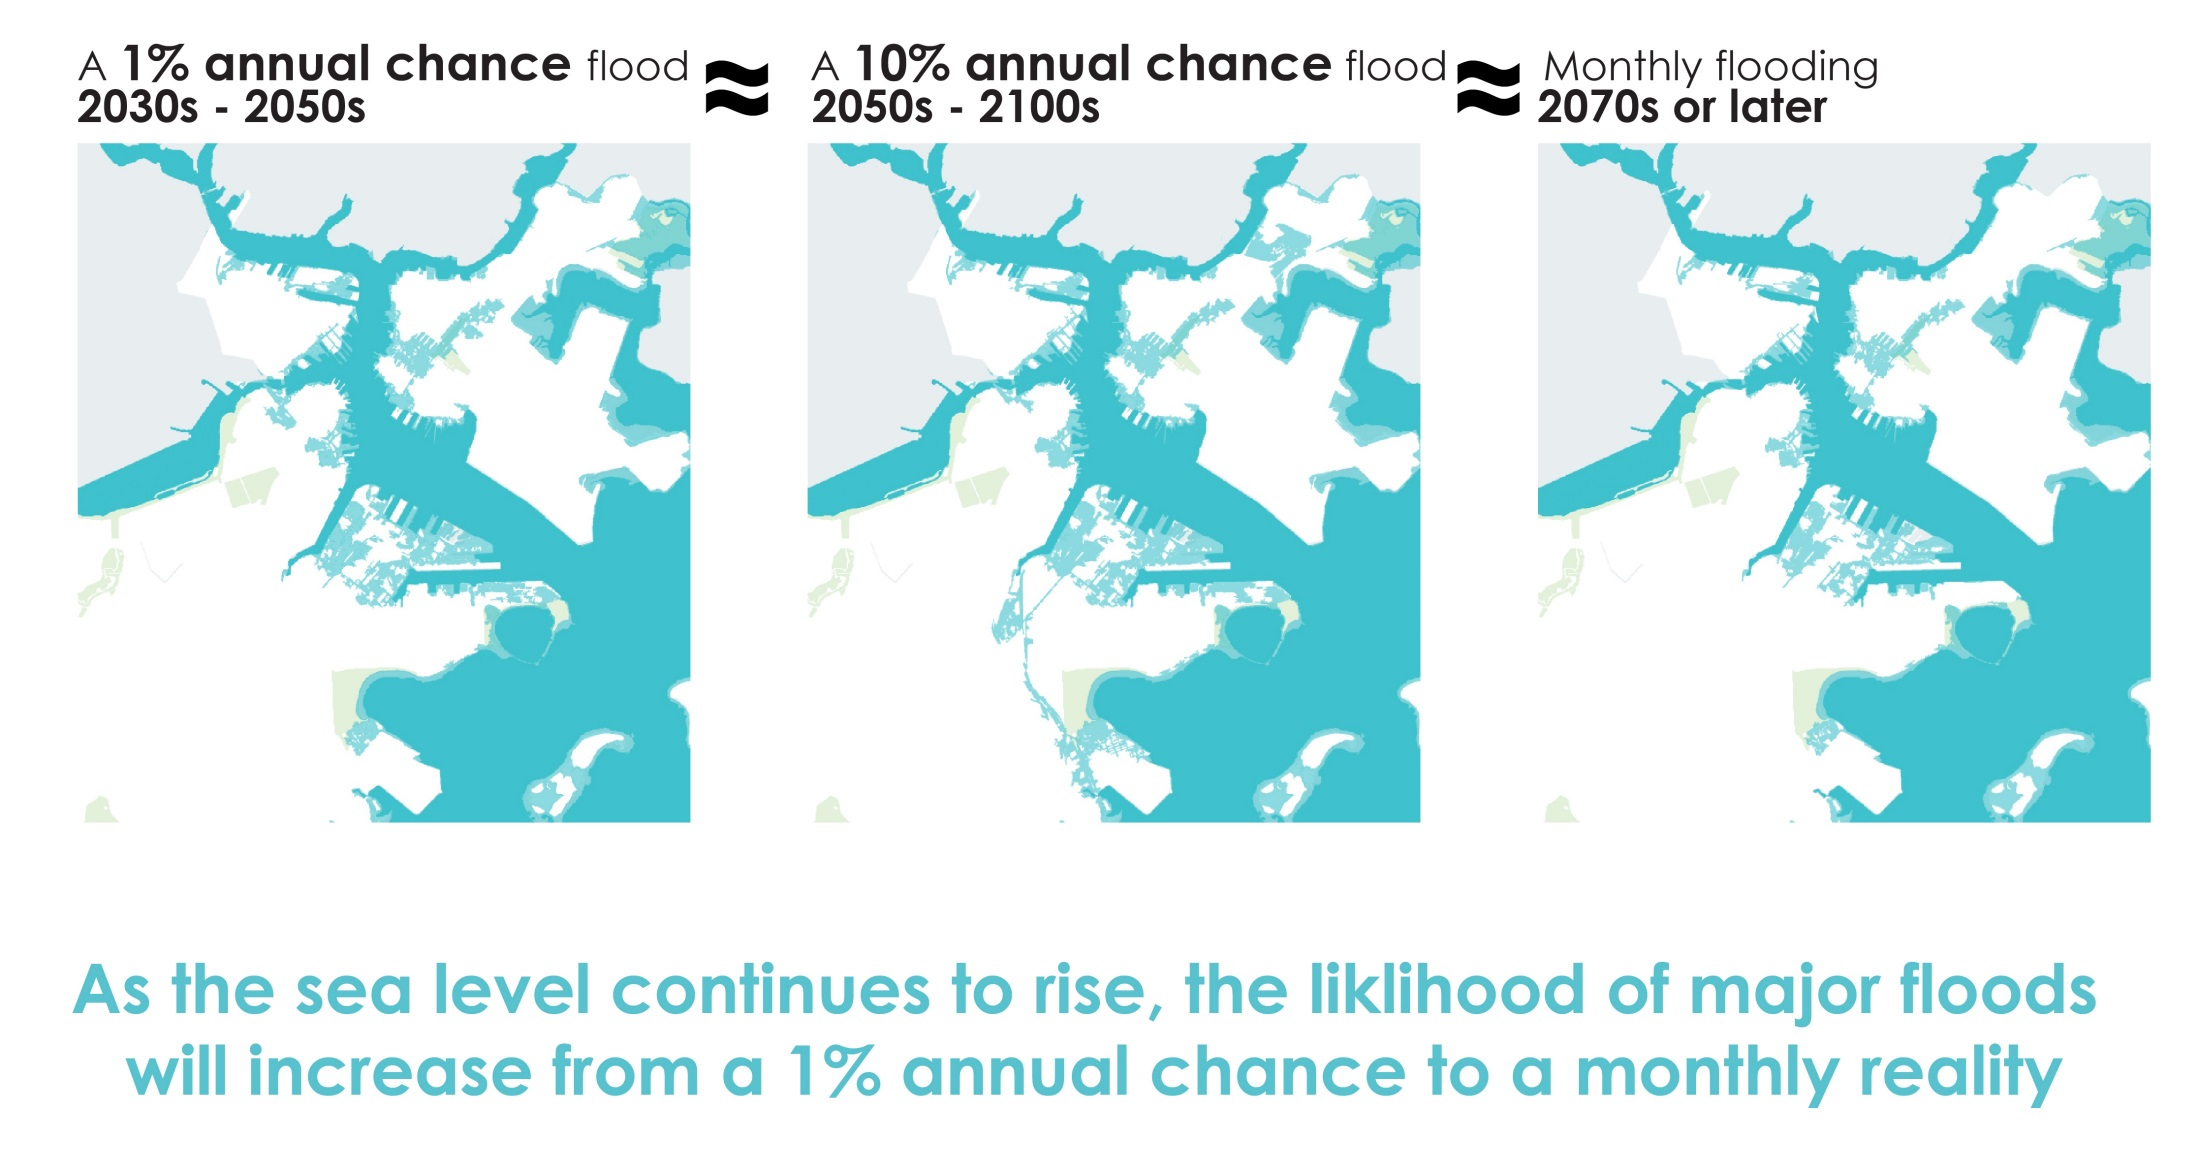 A 1% annual chance flood ≈ A 10% annual chance flood ≈ Monthly flooding
2030s - 2050s 2050s - 2100s 2070s or later
As the sea level continues to rise, the liklihood of major floods
will increase from a 1% annual chance to a monthly reality